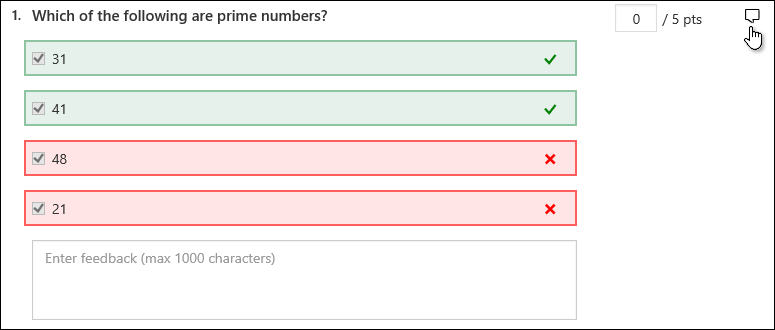 1. Which of the following are prime numbers? 0 / 5 pts
31
41
48
21
Enter feedback (max 1000 characters)